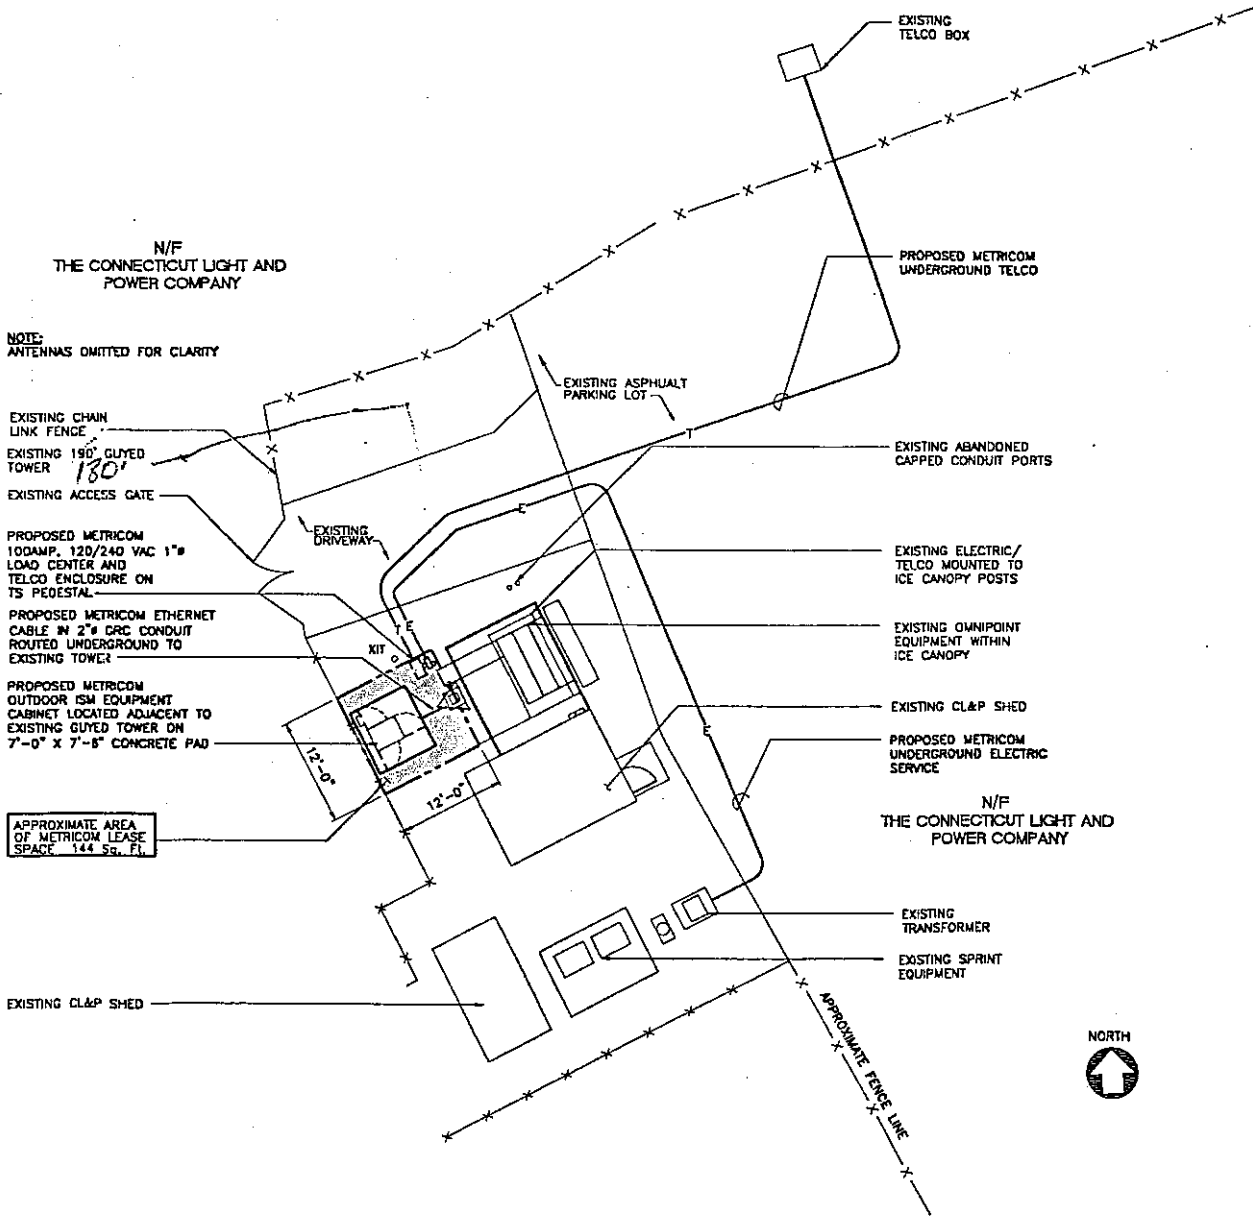 EXISTING
TELCO BOX
N/F
THE CONNECTICUT LIGHT AND
POWER COMPANY
PROPOSED METRICOM
UNDERGROUND TELCO
NOTE:
ANTENNAS OMITTED FOR CLARITY
EXISTING ASPHUALT
PARKING LOT
EXISTING CHAIN
LINK FENCE
T
EXISTING ABANDONED
CAPPED CONDUIT PORTS
EXISTING 190' GUYED
TOWER
180'
EXISTING ACCESS GATE
E
EXISTING
DRIVEWAY
PROPOSED METRICOM
100AMP, 120/240 VAC 1"ø
LOAD CENTER AND
TELCO ENCLOSURE ON
TS PEDESTAL
EXISTING ELECTRIC/
TELCO MOUNTED TO
ICE CANOPY POSTS
PROPOSED METRICOM ETHERNET
CABLE IN 2"ø GRC CONDUIT
ROUTED UNDERGROUND TO
EXISTING TOWER
T E
XIT
EXISTING OMNIPOINT
EQUIPMENT WITHIN
ICE CANOPY
PROPOSED METRICOM
OUTDOOR ISM EQUIPMENT
CABINET LOCATED ADJACENT TO
EXISTING GUYED TOWER ON
7'-0" X 7'-6" CONCRETE PAD
EXISTING CL&P SHED
E
PROPOSED METRICOM
UNDERGROUND ELECTRIC
SERVICE
12'-0"
12'-0"
N/F
THE CONNECTICUT LIGHT AND
POWER COMPANY
APPROXIMATE AREA
OF METRICOM LEASE
SPACE 144 Sq. Ft.
EXISTING
TRANSFORMER
EXISTING SPRINT
EQUIPMENT
EXISTING CL&P SHED
APPROXIMATE FENCE LINE
NORTH